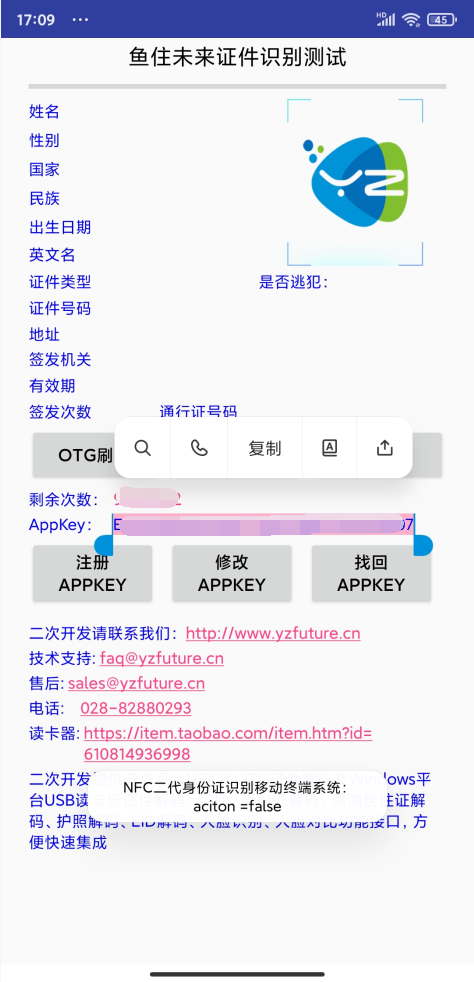 17:09 ... HD 45
鱼住未来证件识别测试
姓名
性别
国家
民族
出生日期
英文名
证件类型 是否逃犯：
证件号码
地址
签发机关
有效期
签发次数 通行证号码
OTG刷
复制
剩余次数：
AppKey： E 07
注册
APPKEY
修改
APPKEY
找回
APPKEY
二次开发请联系我们：http://www.yzfuture.cn
技术支持: faq@yzfuture.cn
售后: sales@yzfuture.cn
电话: 028-82880293
读卡器: https://item.taobao.com/item.htm?id=
610814936998
二次开发 Windows平
台USB读 住证解
码、护照解码、EID解码、人脸识别、人脸对比功能接口，方
便快速集成
NFC二代身份证识别移动终端系统：
aciton =false
YZ